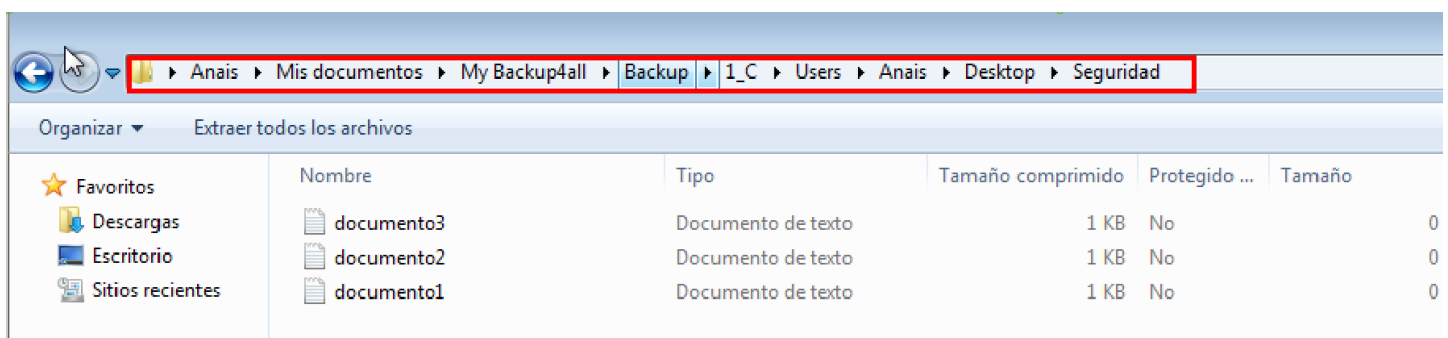 Anais Mis documentos My Backup4all Backup 1_C Users Anais Desktop Seguridad
Organizar Extraer todos los archivos
Favoritos
Descargas
Escritorio
Sitios recientes
Nombre Tipo Tamaño comprimido Protegido ... Tamaño
documento3 Documento de texto 1 KB No 0
documento2 Documento de texto 1 KB No 0
documento1 Documento de texto 1 KB No 0